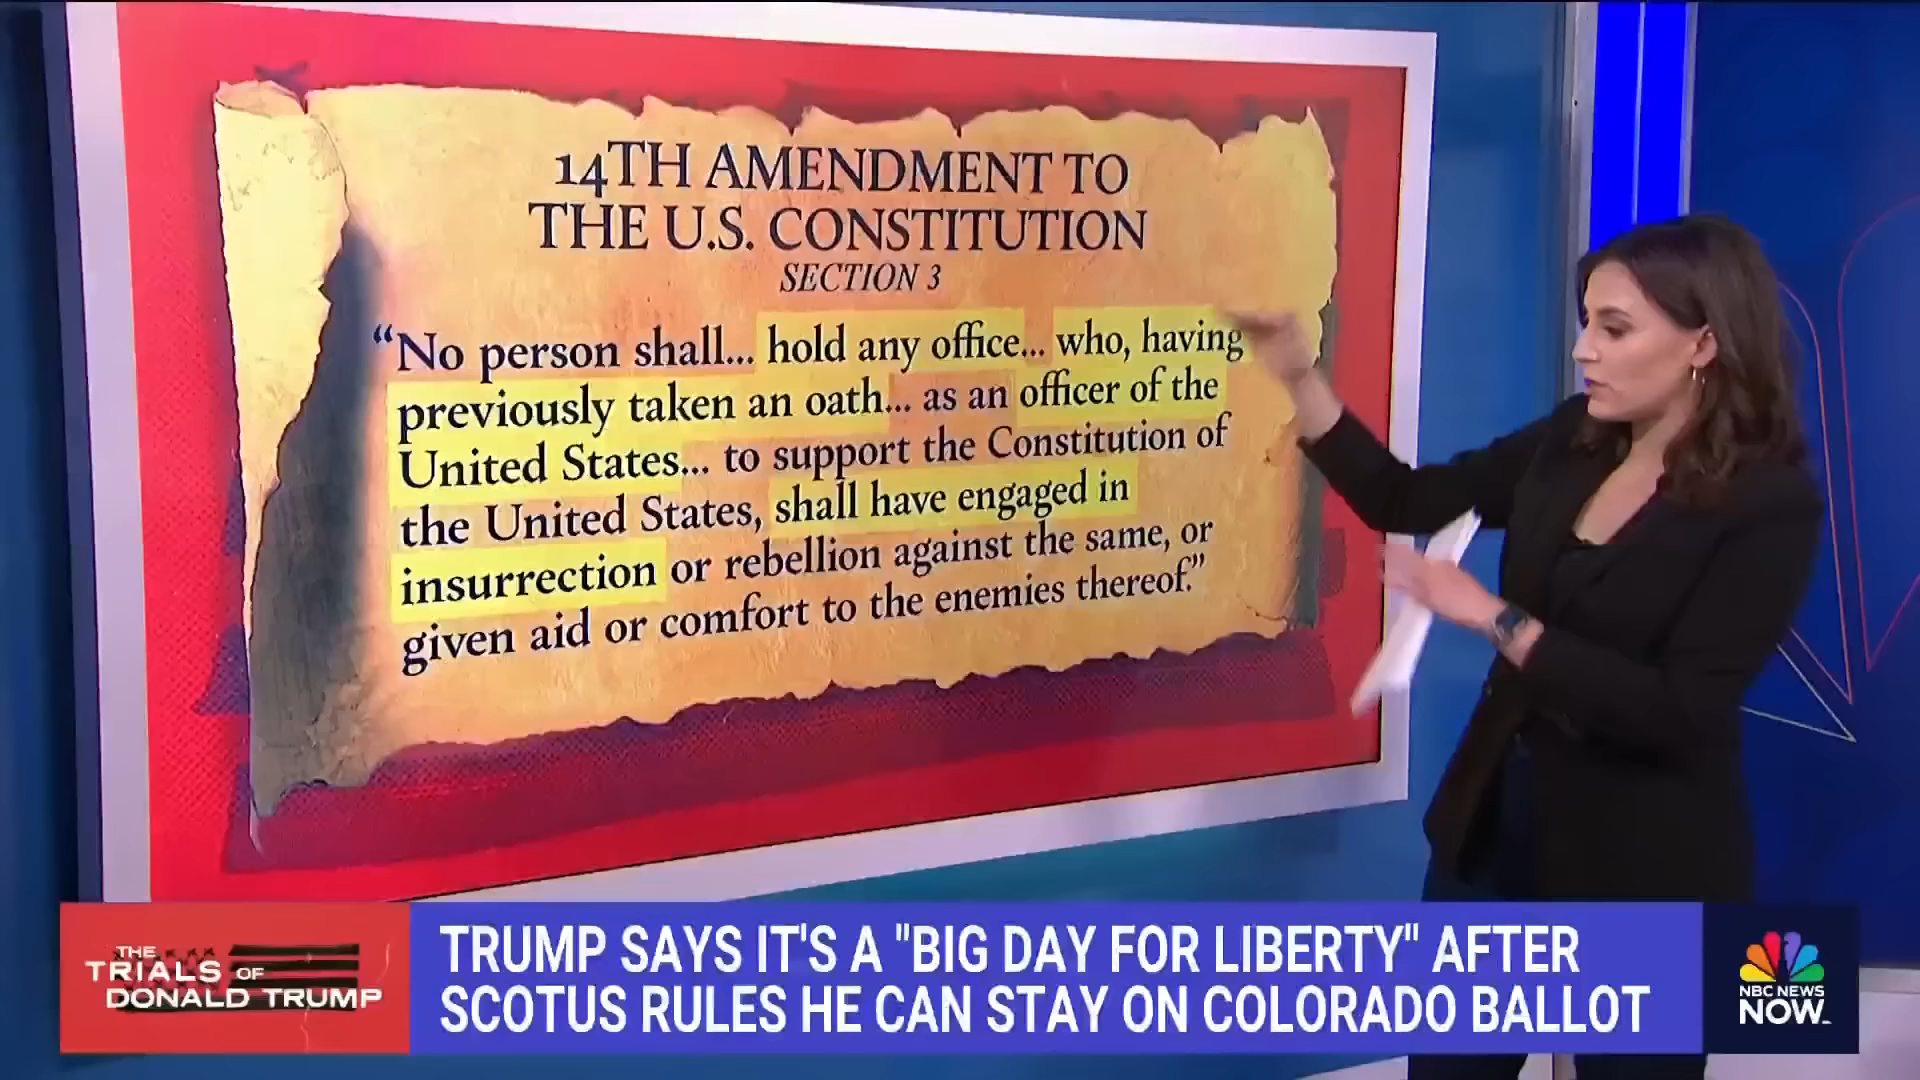 14TH AMENDMENT TO
THE U.S. CONSTITUTION
SECTION 3
“No person shall... hold any office... who, having
previously taken an oath... as an officer of the
United States... to support the Constitution of
the United States, shall have engaged in
insurrection or rebellion against the same, or
given aid or comfort to the enemies thereof.”
THE
TRIALS OF
DONALD TRUMP
TRUMP SAYS IT'S A "BIG DAY FOR LIBERTY" AFTER
SCOTUS RULES HE CAN STAY ON COLORADO BALLOT
NBC NEWS
NOW